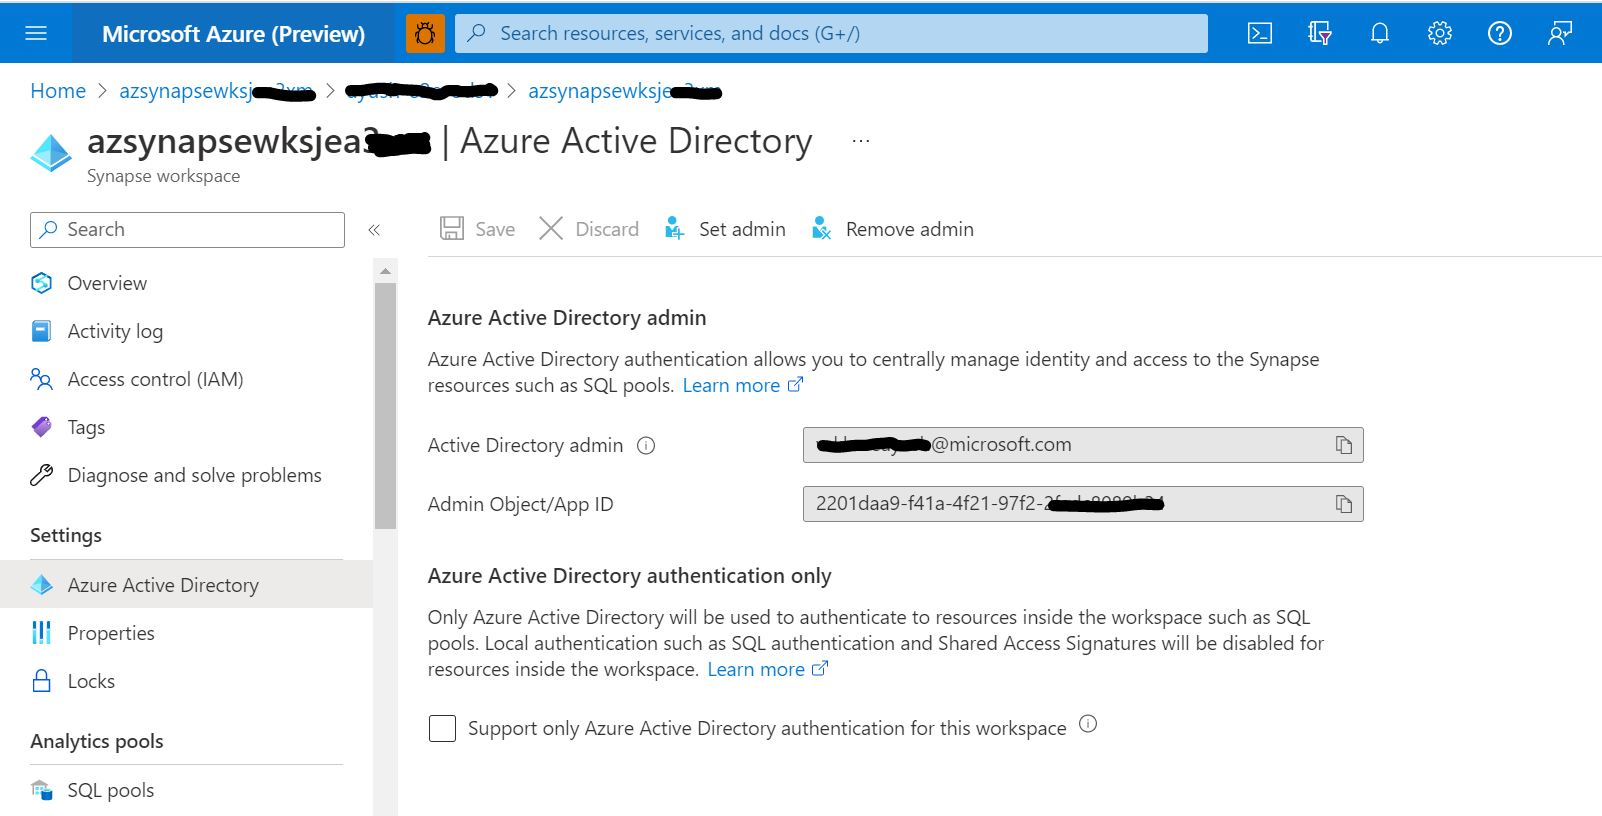 Microsoft Azure (Preview)
Search resources, services, and docs (G+/)
Home > azsynapsewksj > > azsynapsewksje
azsynapsewksjea | Azure Active Directory ...
Synapse workspace
Search
«
Save
Discard
Set admin
Remove admin
Overview
Activity log
Access control (IAM)
Tags
Diagnose and solve problems
Settings
Azure Active Directory
Properties
Locks
Analytics pools
SQL pools
Azure Active Directory admin
Azure Active Directory authentication allows you to centrally manage identity and access to the Synapse
resources such as SQL pools. Learn more
Active Directory admin
@microsoft.com
Admin Object/App ID
2201daa9-f41a-4f21-97f2-
Azure Active Directory authentication only
Only Azure Active Directory will be used to authenticate to resources inside the workspace such as SQL
pools. Local authentication such as SQL authentication and Shared Access Signatures will be disabled for
resources inside the workspace. Learn more
Support only Azure Active Directory authentication for this workspace